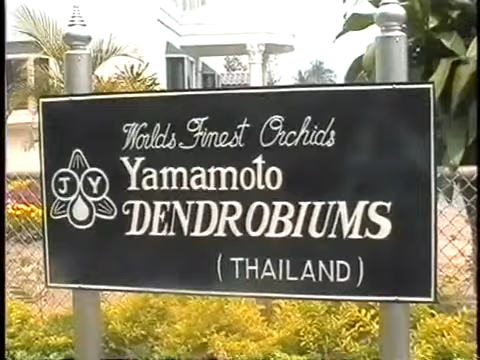 Worlds Finest Orchids
Yamamoto
J Y
DENDROBIUMS
(THAILAND)